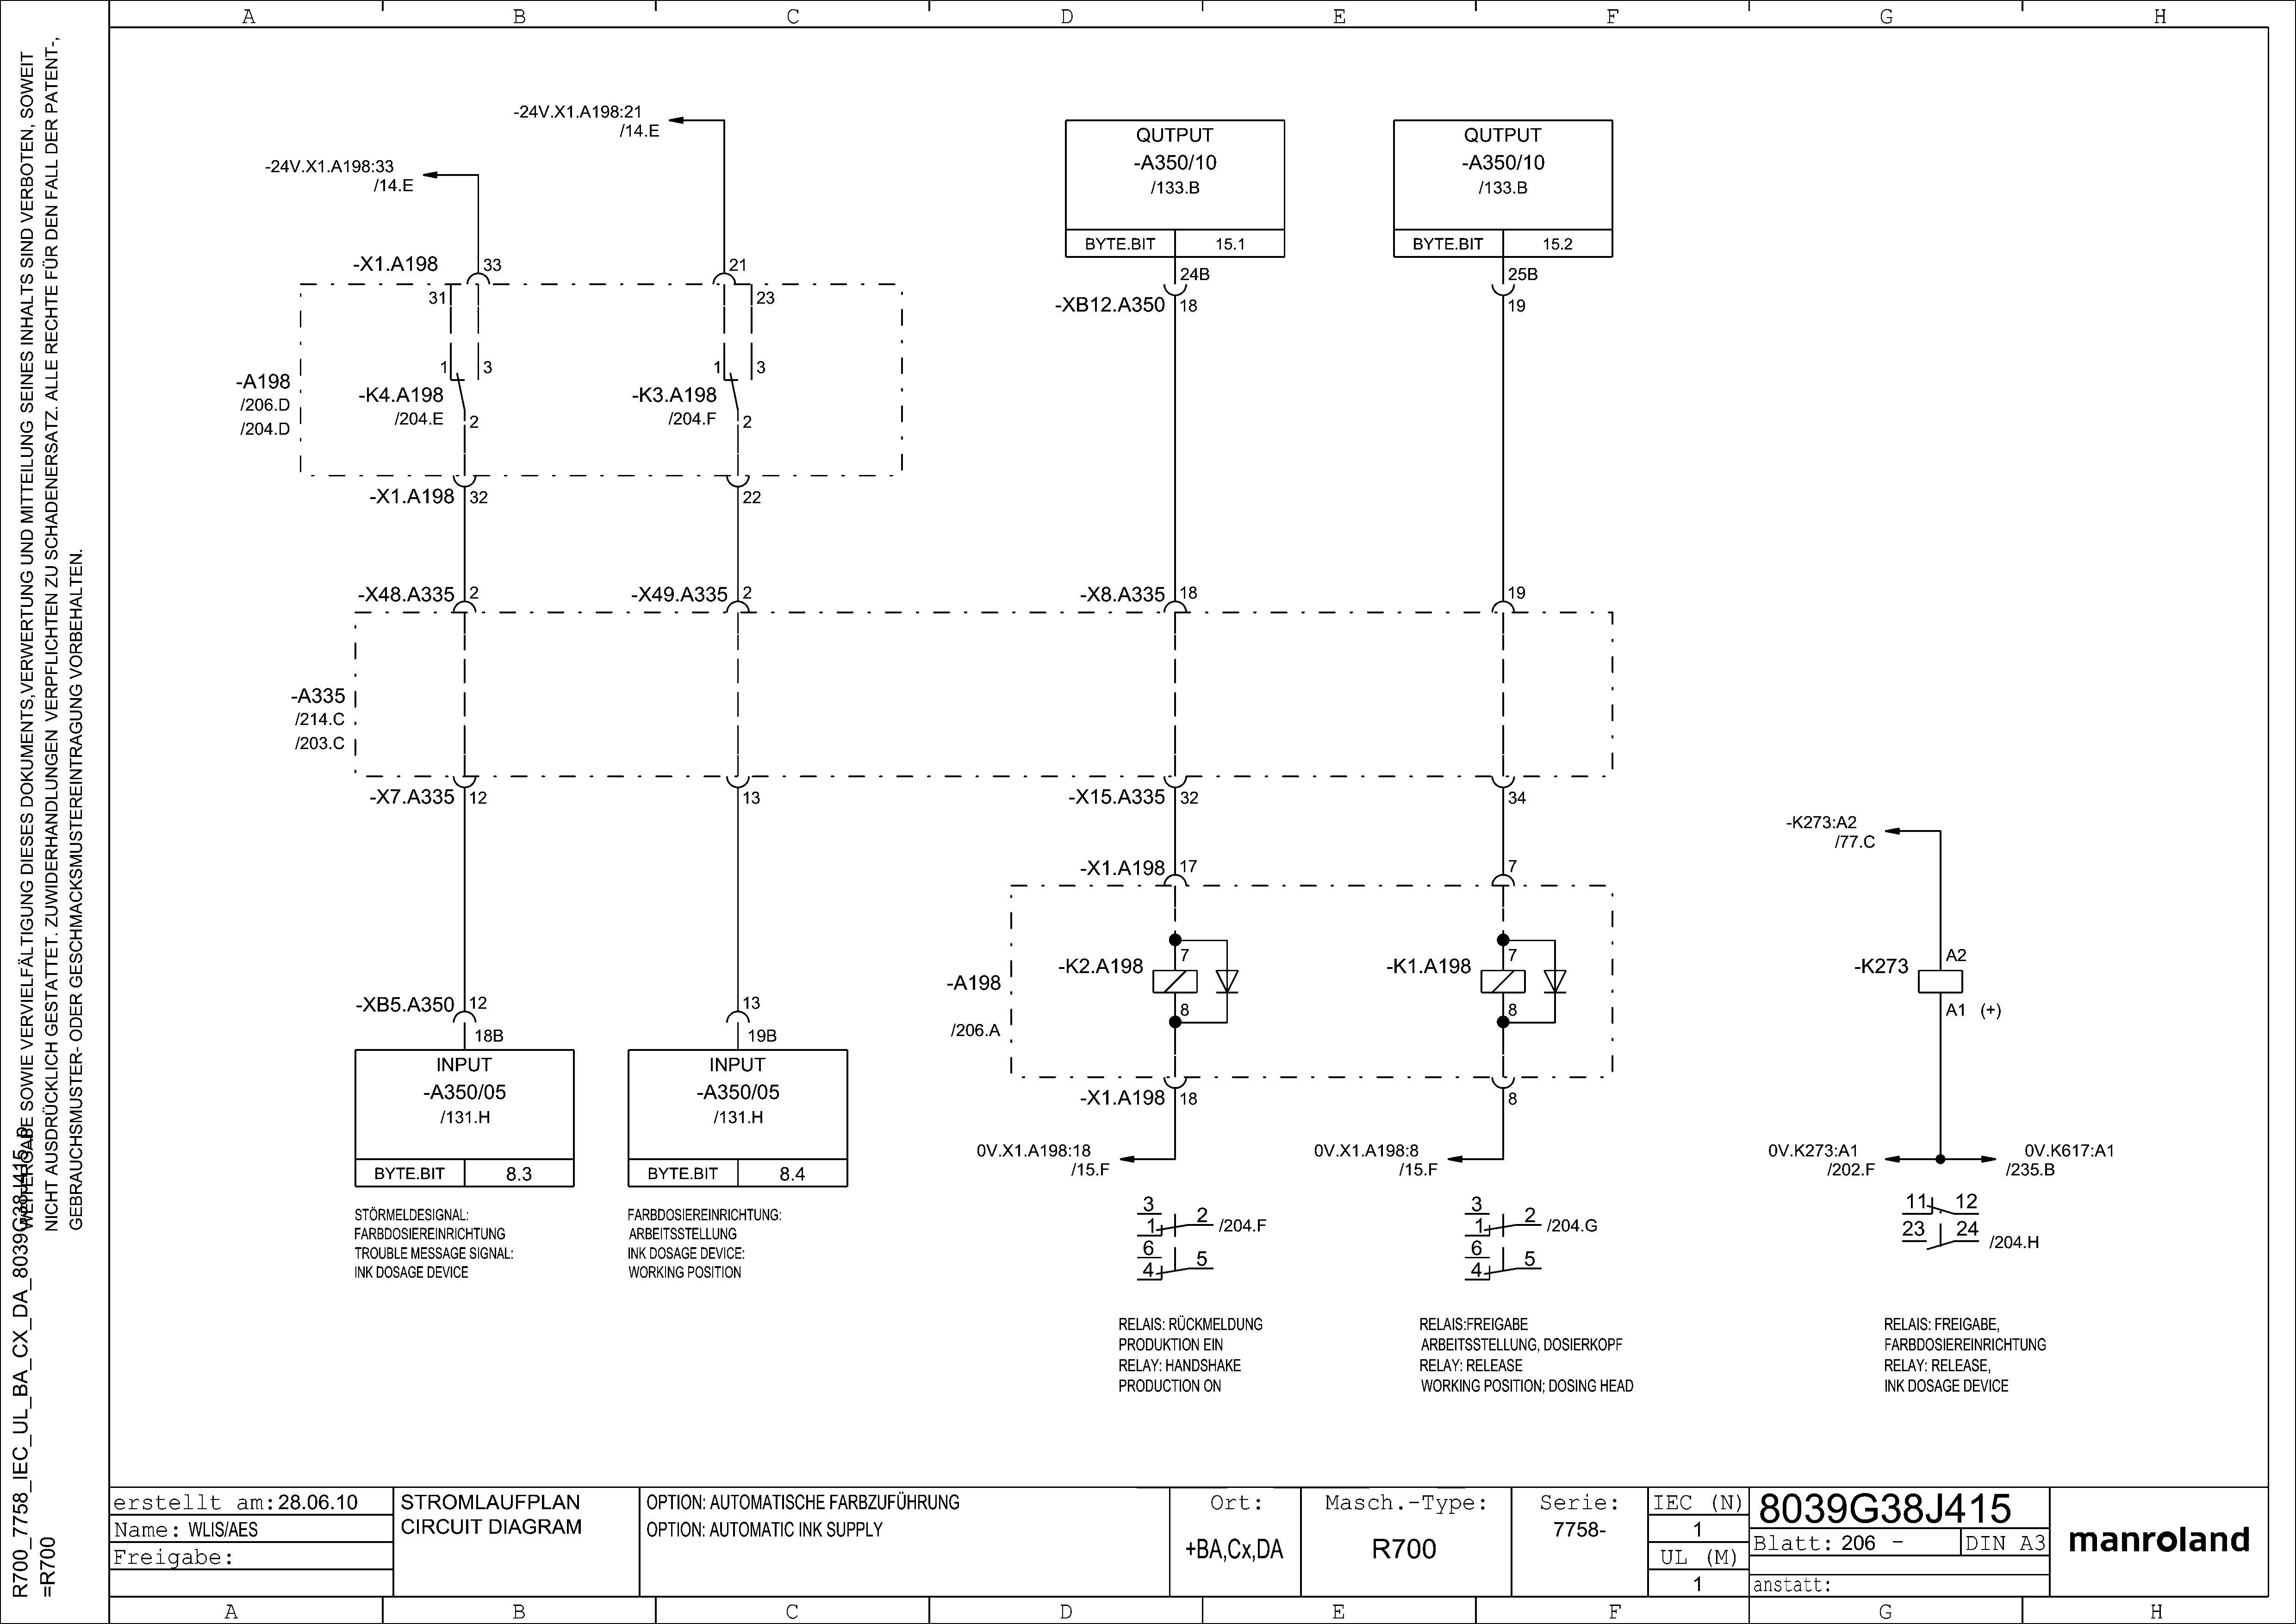 A B C D E F G H
WEITERGABE SOWIE VERVIELFÄLTIGUNG DIESES DOKUMENTS,VERWERTUNG UND MITTEILUNG SEINES INHALTS SIND VERBOTEN, SOWEIT
NICHT AUSDRÜCKLICH GESTATTET. ZUWIDERHANDLUNGEN VERPFLICHTEN ZU SCHADENERSATZ. ALLE RECHTE FÜR DEN FALL DER PATENT-,
GEBRAUCHSMUSTER- ODER GESCHMACKSMUSTEREINTRAGUNG VORBEHALTEN.
-24V.X1.A198:21
/14.E
-24V.X1.A198:33
/14.E
QUTPUT
-A350/10
/133.B
BYTE.BIT 15.1
QUTPUT
-A350/10
/133.B
BYTE.BIT 15.2
-X1.A198 33
21
24B
25B
31
23
-XB12.A350 18
19
1 3
1 3
-A198
/206.D
/204.D
-K4.A198
/204.E 2
-K3.A198
/204.F 2
-X1.A198 32
22
-X48.A335 2
-X49.A335 2
-X8.A335 18
19
-A335
/214.C
/203.C
-X7.A335 12
13
-X15.A335 32
34
-K273:A2
/77.C
-X1.A198 17
7
-A198
/206.A
-K2.A198 7
8
-K1.A198 7
8
-K273 A2
A1 (+)
-XB5.A350 12
13
18B
19B
INPUT
-A350/05
/131.H
BYTE.BIT 8.3
INPUT
-A350/05
/131.H
BYTE.BIT 8.4
-X1.A198 18
8
0V.X1.A198:18
/15.F
0V.X1.A198:8
/15.F
0V.K273:A1
/202.F
0V.K617:A1
/235.B
STÖRMELDESIGNAL:
FARBDOSIEREINRICHTUNG
TROUBLE MESSAGE SIGNAL:
INK DOSAGE DEVICE
FARBDOSIEREINRICHTUNG:
ARBEITSSTELLUNG
INK DOSAGE DEVICE:
WORKING POSITION
3
1 2 /204.F
6
4 5
3
1 2 /204.G
6
4 5
11 12
23 24 /204.H
RELAIS: RÜCKMELDUNG
PRODUKTION EIN
RELAY: HANDSHAKE
PRODUCTION ON
RELAIS:FREIGABE
ARBEITSSTELLUNG, DOSIERKOPF
RELAY: RELEASE
WORKING POSITION; DOSING HEAD
RELAIS: FREIGABE,
FARBDOSIEREINRICHTUNG
RELAY: RELEASE,
INK DOSAGE DEVICE
=R700
erstellt am: 28.06.10
Name: WLIS/AES
Freigabe:
STROMLAUFPLAN
CIRCUIT DIAGRAM
OPTION: AUTOMATISCHE FARBZUFÜHRUNG
OPTION: AUTOMATIC INK SUPPLY
Ort:
+BA,Cx,DA
Masch.-Type:
R700
Serie:
7758-
IEC (N)
1
UL (M)
1
8039G38J415
Blatt: 206 - DIN A3
anstatt:
manroland
A B C D E F G H